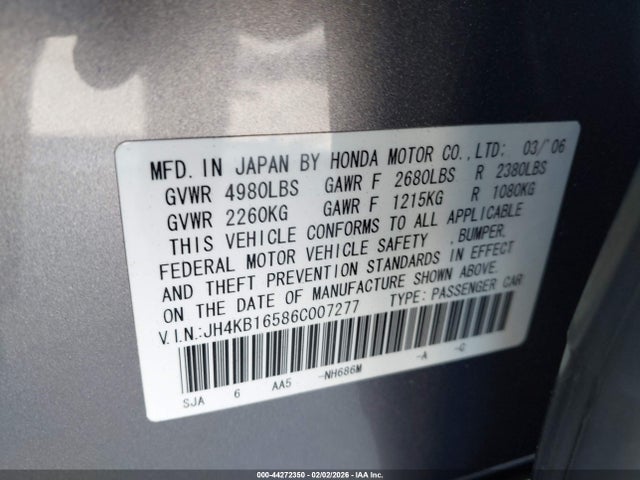 MFD. IN JAPAN BY HONDA MOTOR CO., LTD: 03/'06
GVWR 4980LBS GAWR F 2680LBS R 2380LBS
GVWR 2260KG GAWR F 1215KG R 1080KG
THIS VEHICLE CONFORMS TO ALL APPLICABLE
FEDERAL MOTOR VEHICLE SAFETY , BUMPER,
AND THEFT PREVENTION STANDARDS IN EFFECT
ON THE DATE OF MANUFACTURE SHOWN ABOVE.
V.I.N.:JH4KB16586C007277 TYPE: PASSENGER CAR
SJA 6 AA5 -NH686M -A -G
000-44272350 - 02/02/2026 - IAA Inc.